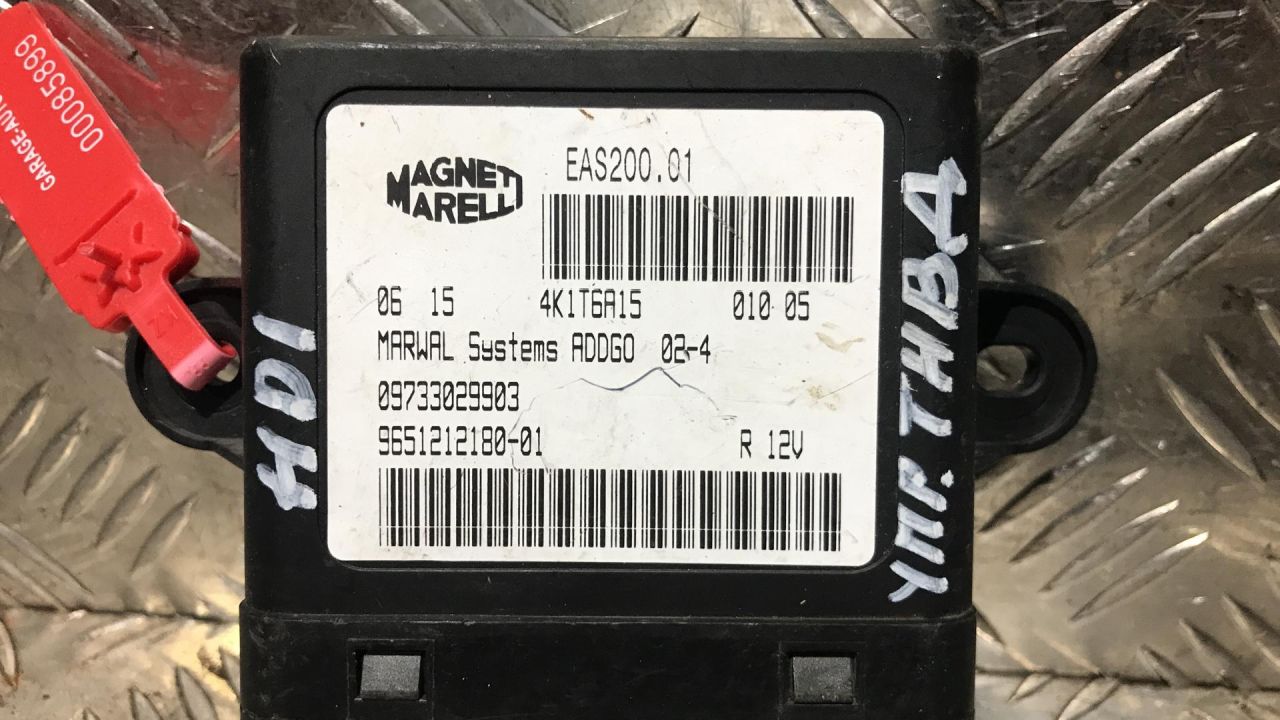 00085899
GARAGE-AUTO
MAGNETI
MARELLI
EAS200.01
06 15 4K1T6A15 010 05
MARWAL Systems ADDGO 02-4
09733029903
9651212180-01 R 12V
HDI
УПР. ТНВД